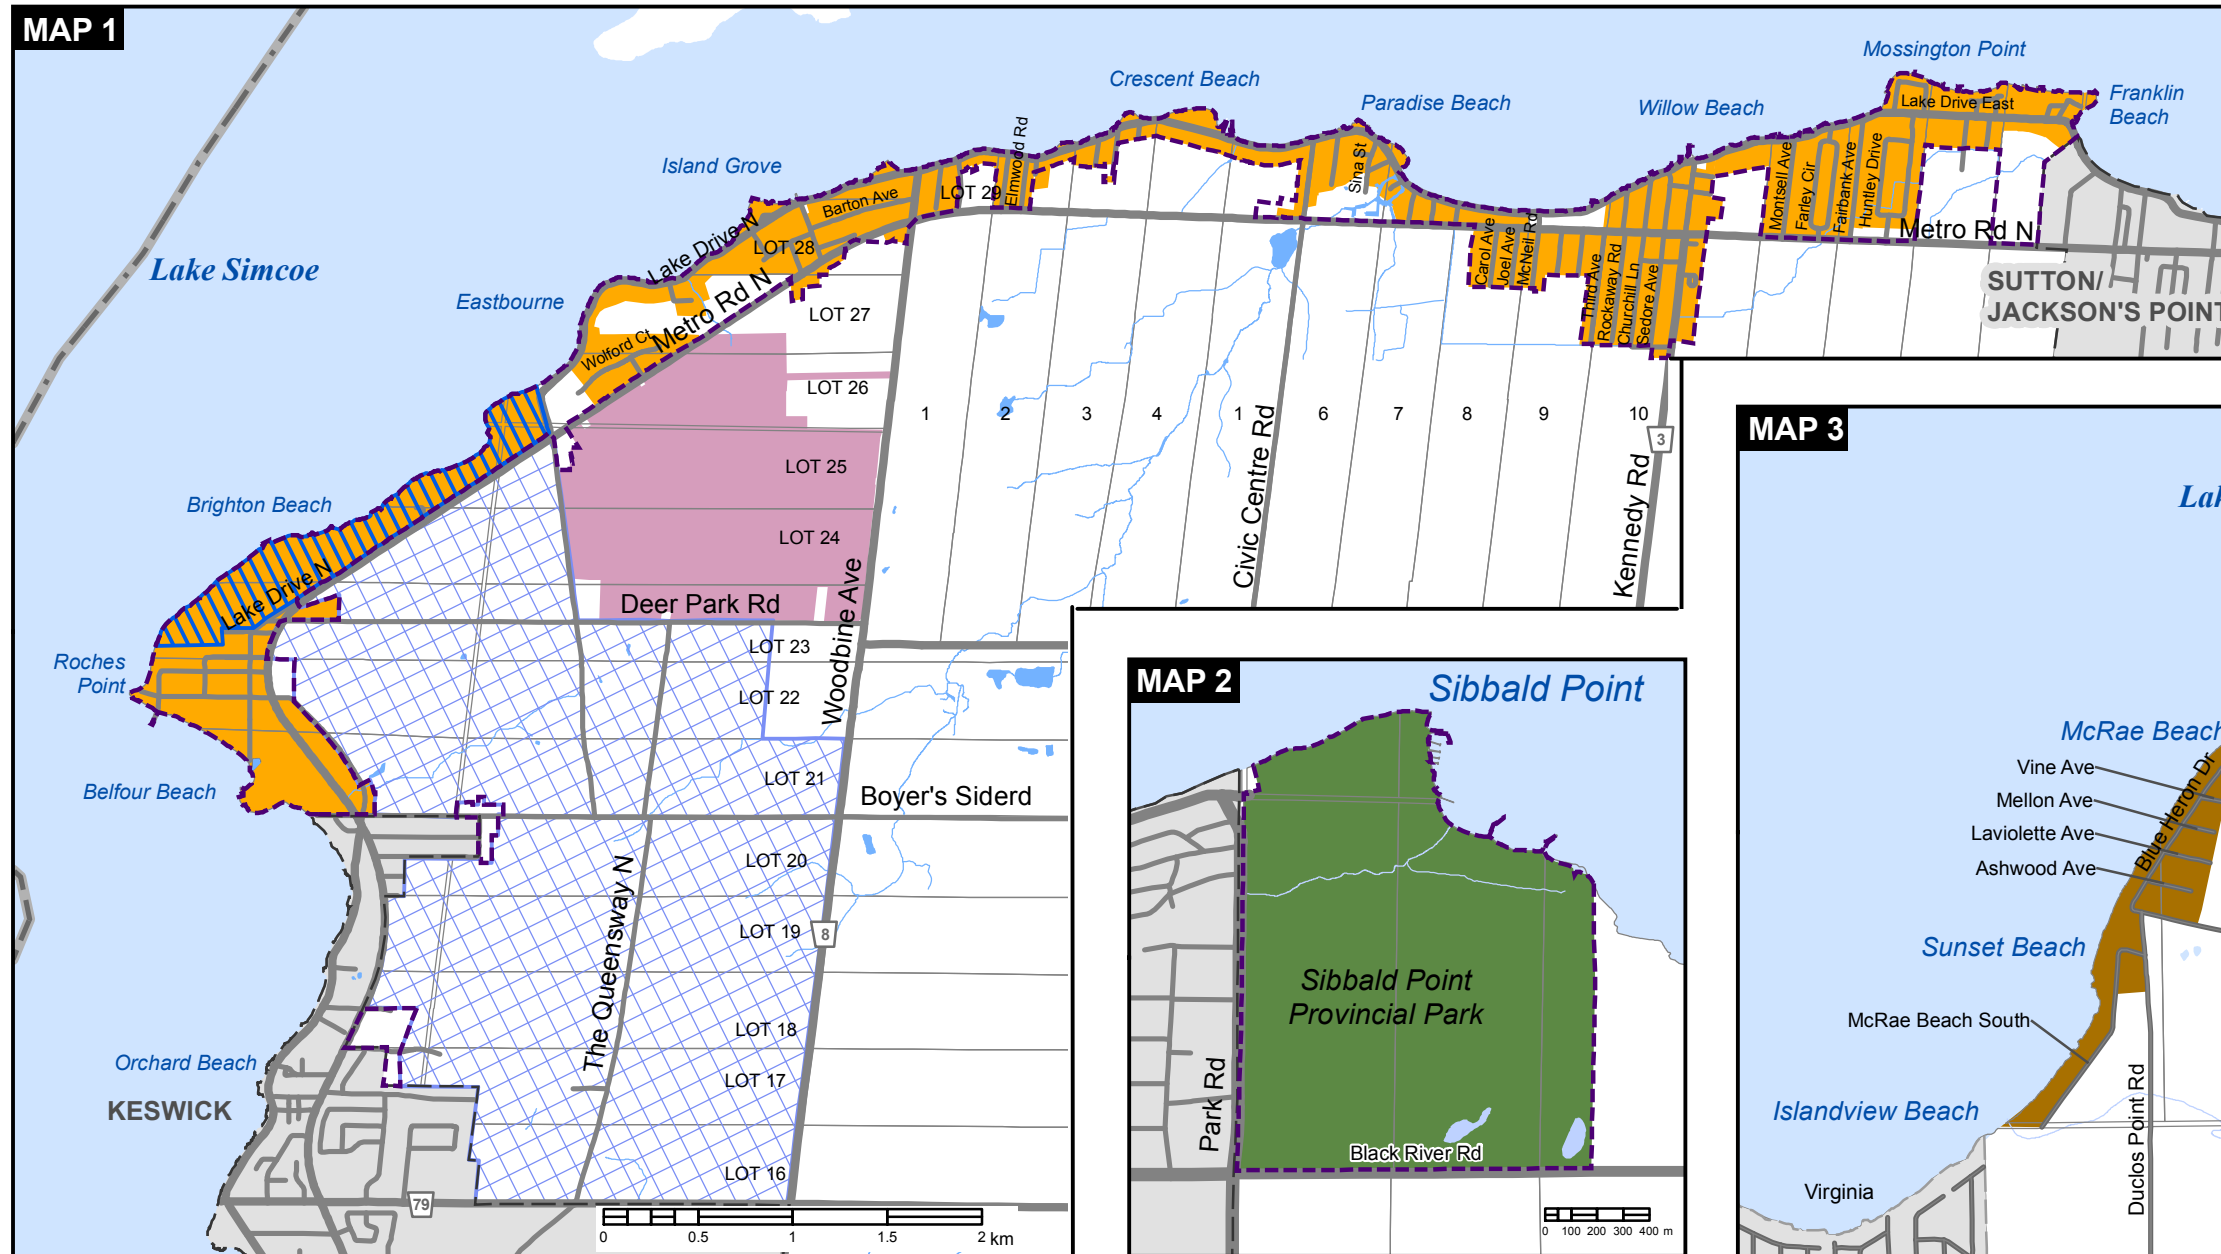 MAP 1
Mossington Point
Crescent Beach
Paradise Beach
Willow Beach
Franklin
Beach
Lake Drive East
Island Grove
Elmwood Rd
Sina St
Montsell Ave
Farley Cir
Fairbank Ave
Huntley Drive
Barton Ave
LOT 29
Lake Drive N
LOT 28
Metro Rd N
Carol Ave
Joel Ave
McNeil Rd
Metro Rd N
Lake Simcoe
Eastbourne
Third Ave
Rockaway Rd
Churchill Ln
Sedore Ave
SUTTON/
JACKSON'S POINT
LOT 27
Wolford Ct
LOT 26
1
2
3
4
1
6
7
8
9
10
3
Civic Centre Rd
Kennedy Rd
LOT 25
Brighton Beach
LOT 24
Lake Drive N
Deer Park Rd
Woodbine Ave
LOT 23
Roches
Point
LOT 22
LOT 21
Belfour Beach
Boyer's Siderd
LOT 20
The Queensway N
LOT 19
8
LOT 18
Orchard Beach
LOT 17
KESWICK
LOT 16
79
0
0.5
1
1.5
2 km
MAP 2
Sibbald Point
Sibbald Point
Provincial Park
Park Rd
Black River Rd
0 100 200 300 400 m
MAP 3
McRae Beach
Vine Ave
Mellon Ave
Laviolette Ave
Ashwood Ave
Blue Heron Dr
Sunset Beach
McRae Beach South
Islandview Beach
Duclos Point Rd
Virginia